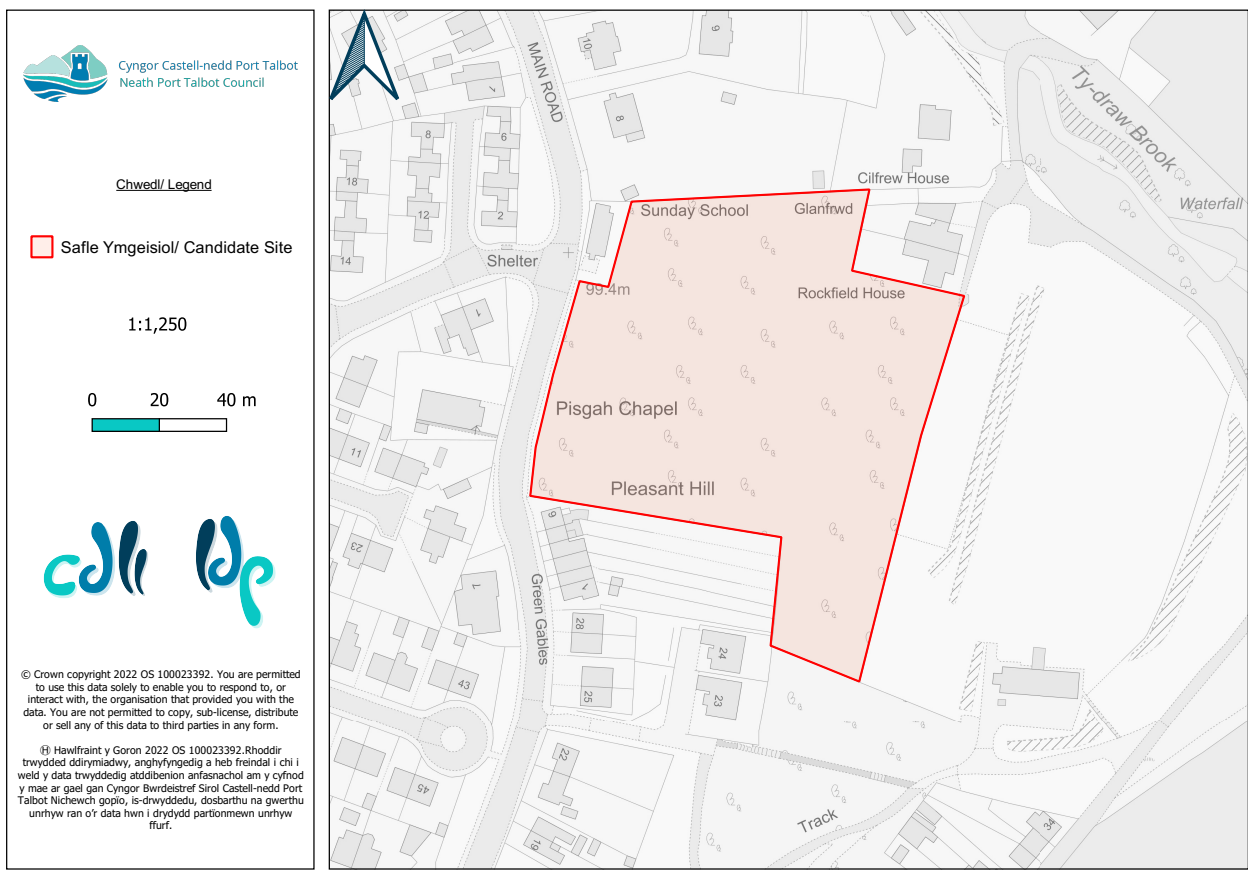 Cyngor Castell-nedd Port Talbot
Neath Port Talbot Council
Chwedl/ Legend
Safle Ymgeisiol/ Candidate Site
1:1,250
0 20 40 m
cdll ldp
© Crown copyright 2022 OS 100023392. You are permitted
to use this data solely to enable you to respond to, or
interact with, the organisation that provided you with the
data. You are not permitted to copy, sub-license, distribute
or sell any of this data to third parties in any form.
Ⓗ Hawlfraint y Goron 2022 OS 100023392.Rhoddir
trwydded ddirymiadwy, anghyfyngedig a heb freindal i chi i
weld y data trwyddedig atddibenion anfasnachol am y cyfnod
y mae ar gael gan Cyngor Bwrdeistref Sirol Castell-nedd Port
Talbot Nichewch gopïo, is-drwyddedu, dosbarthu na gwerthu
unrhyw ran o'r data hwn i drydydd partïonmewn unrhyw
ffurf.
MAIN ROAD
10
9
1
8
8
6
18
12
2
14
Shelter
99.4m
Sunday School
Glanfrwd
Cilfrew House
Rockfield House
Ty-draw Brook
Waterfall
1
Pisgah Chapel
Pleasant Hill
11
23
7
9
1
Green Gables
28
25
24
23
43
45
22
19
Track
34